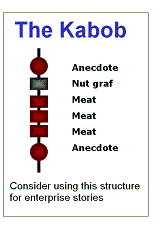 The Kabob
Anecdote
Nut graf
Meat
Meat
Meat
Anecdote
Consider using this structure
for enterprise stories